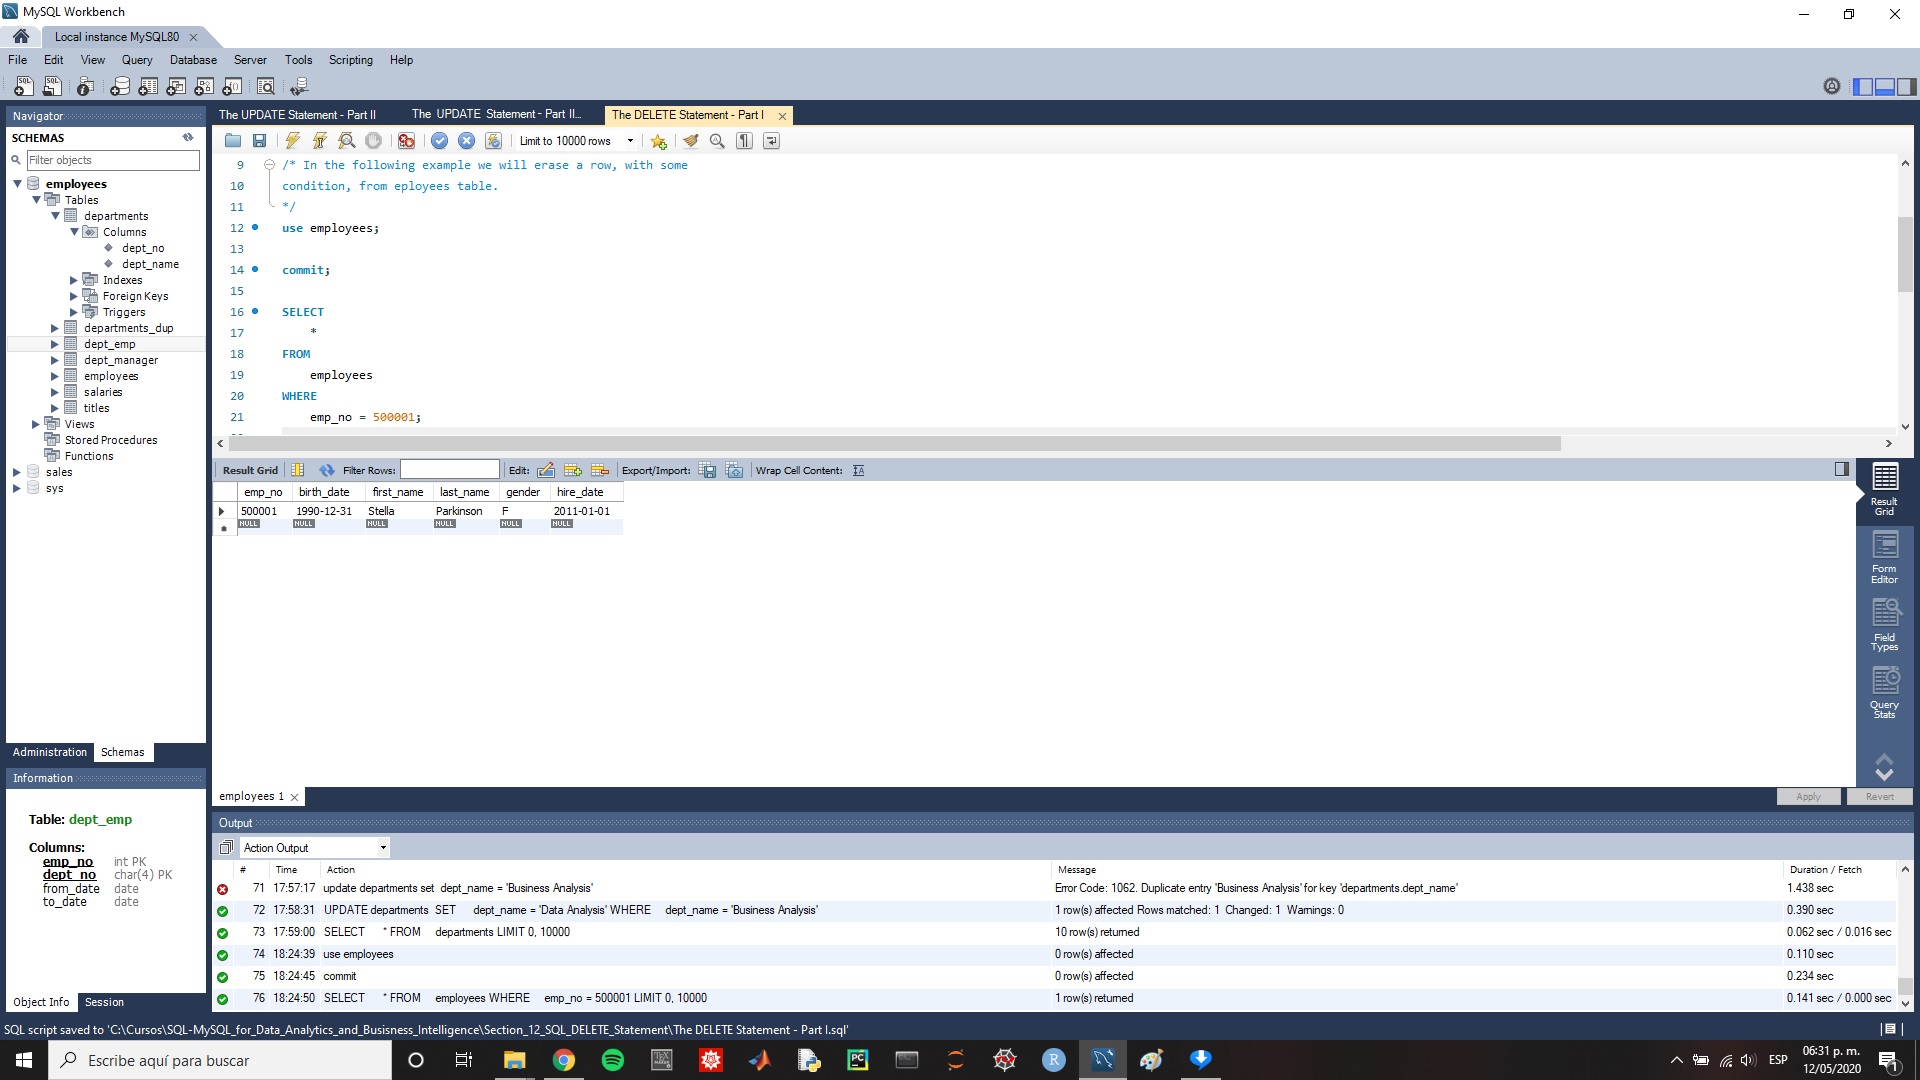 MySQL Workbench
Local instance MySQL80
File Edit View Query Database Server Tools Scripting Help
Navigator
SCHEMAS
Filter objects
employees
Tables
departments
Columns
dept_no
dept_name
Indexes
Foreign Keys
Triggers
departments_dup
dept_emp
dept_manager
employees
salaries
titles
Views
Stored Procedures
Functions
sales
sys
Administration Schemas
Information
Table: dept_emp
Columns:
emp_no int PK
dept_no char(4) PK
from_date date
to_date date
Object Info Session
The UPDATE Statement - Part II The UPDATE Statement - Part II... The DELETE Statement - Part I
Limit to 10000 rows
9 /* In the following example we will erase a row, with some
10 condition, from eployees table.
11 */
12 use employees;
13
14 commit;
15
16 SELECT
17 *
18 FROM
19 employees
20 WHERE
21 emp_no = 500001;
Result Grid Filter Rows: Edit: Export/Import: Wrap Cell Content:
emp_no birth_date first_name last_name gender hire_date
500001 1990-12-31 Stella Parkinson F 2011-01-01
NULL NULL NULL NULL NULL NULL
Result
Grid
Form
Editor
Field
Types
Query
Stats
employees 1
Apply Revert
Output
Action Output
# Time Action Message Duration / Fetch
71 17:57:17 update departments set dept_name = 'Business Analysis' Error Code: 1062. Duplicate entry 'Business Analysis' for key 'departments.dept_name' 1.438 sec
72 17:58:31 UPDATE departments SET dept_name = 'Data Analysis' WHERE dept_name = 'Business Analysis' 1 row(s) affected Rows matched: 1 Changed: 1 Warnings: 0 0.390 sec
73 17:59:00 SELECT * FROM departments LIMIT 0, 10000 10 row(s) returned 0.062 sec / 0.016 sec
74 18:24:39 use employees 0 row(s) affected 0.110 sec
75 18:24:45 commit 0 row(s) affected 0.234 sec
76 18:24:50 SELECT * FROM employees WHERE emp_no = 500001 LIMIT 0, 10000 1 row(s) returned 0.141 sec / 0.000 sec
SQL script saved to 'C:\Cursos\SQL-MySQL_for_Data_Analytics_and_Busisness_Intelligence\Section_12_SQL_DELETE_Statement\The DELETE Statement - Part I.sql'
Escribe aquí para buscar
ESP
06:31 p. m.
12/05/2020
1